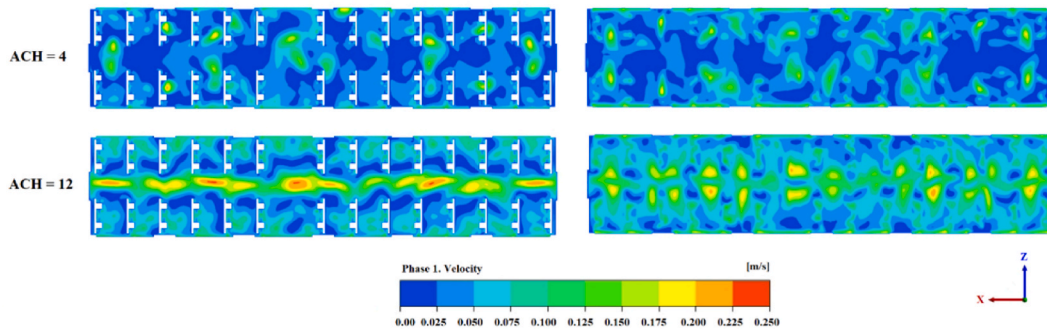 ACH = 4
ACH = 12
Phase 1. Velocity [m/s]
0.00 0.025 0.050 0.075 0.100 0.125 0.150 0.175 0.200 0.225 0.250
Z
X